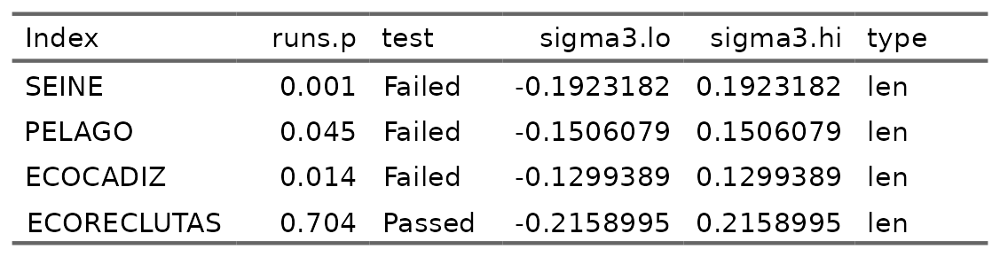 Index runs.p test sigma3.lo sigma3.hi type
SEINE 0.001 Failed -0.1923182 0.1923182 len
PELAGO 0.045 Failed -0.1506079 0.1506079 len
ECOCADIZ 0.014 Failed -0.1299389 0.1299389 len
ECORECLUTAS 0.704 Passed -0.2158995 0.2158995 len